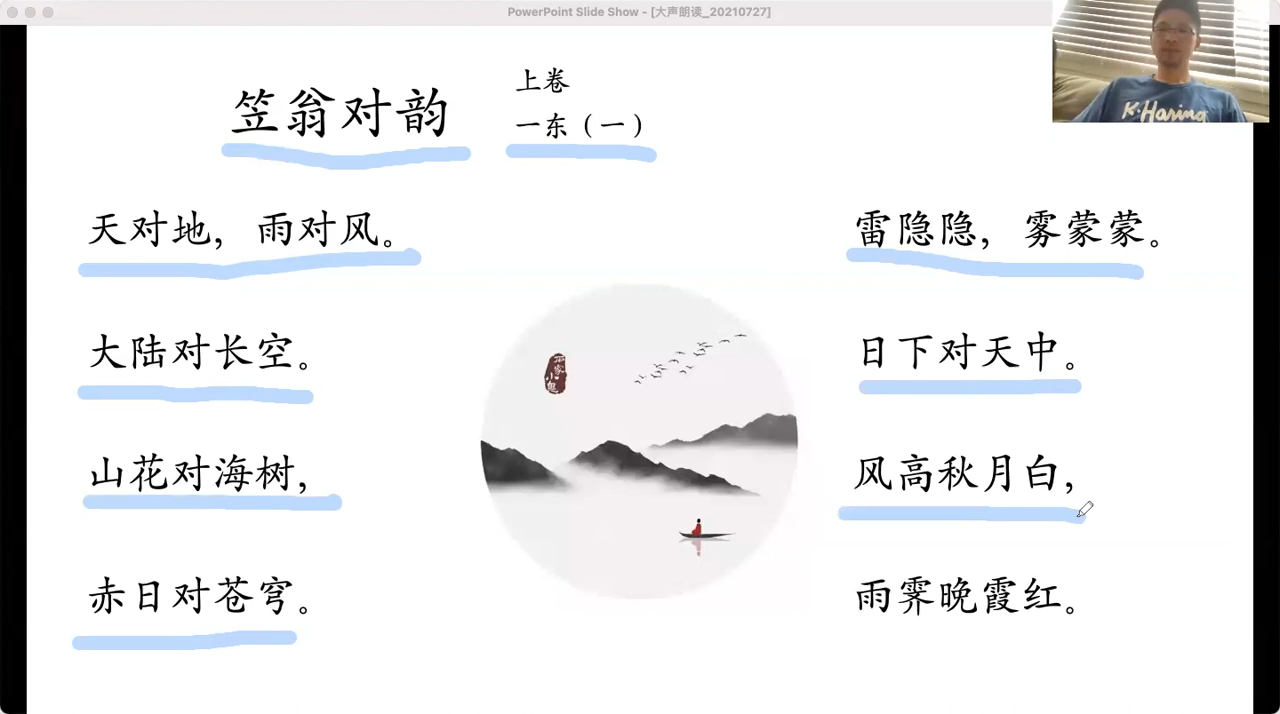 PowerPoint Slide Show - [大声朗读_20210727]
笠翁对韵
上卷
一东（一）
天对地，雨对风。
大陆对长空。
山花对海树，
赤日对苍穹。
雷隐隐，雾蒙蒙。
日下对天中。
风高秋月白，
雨霁晚霞红。
K·Haring